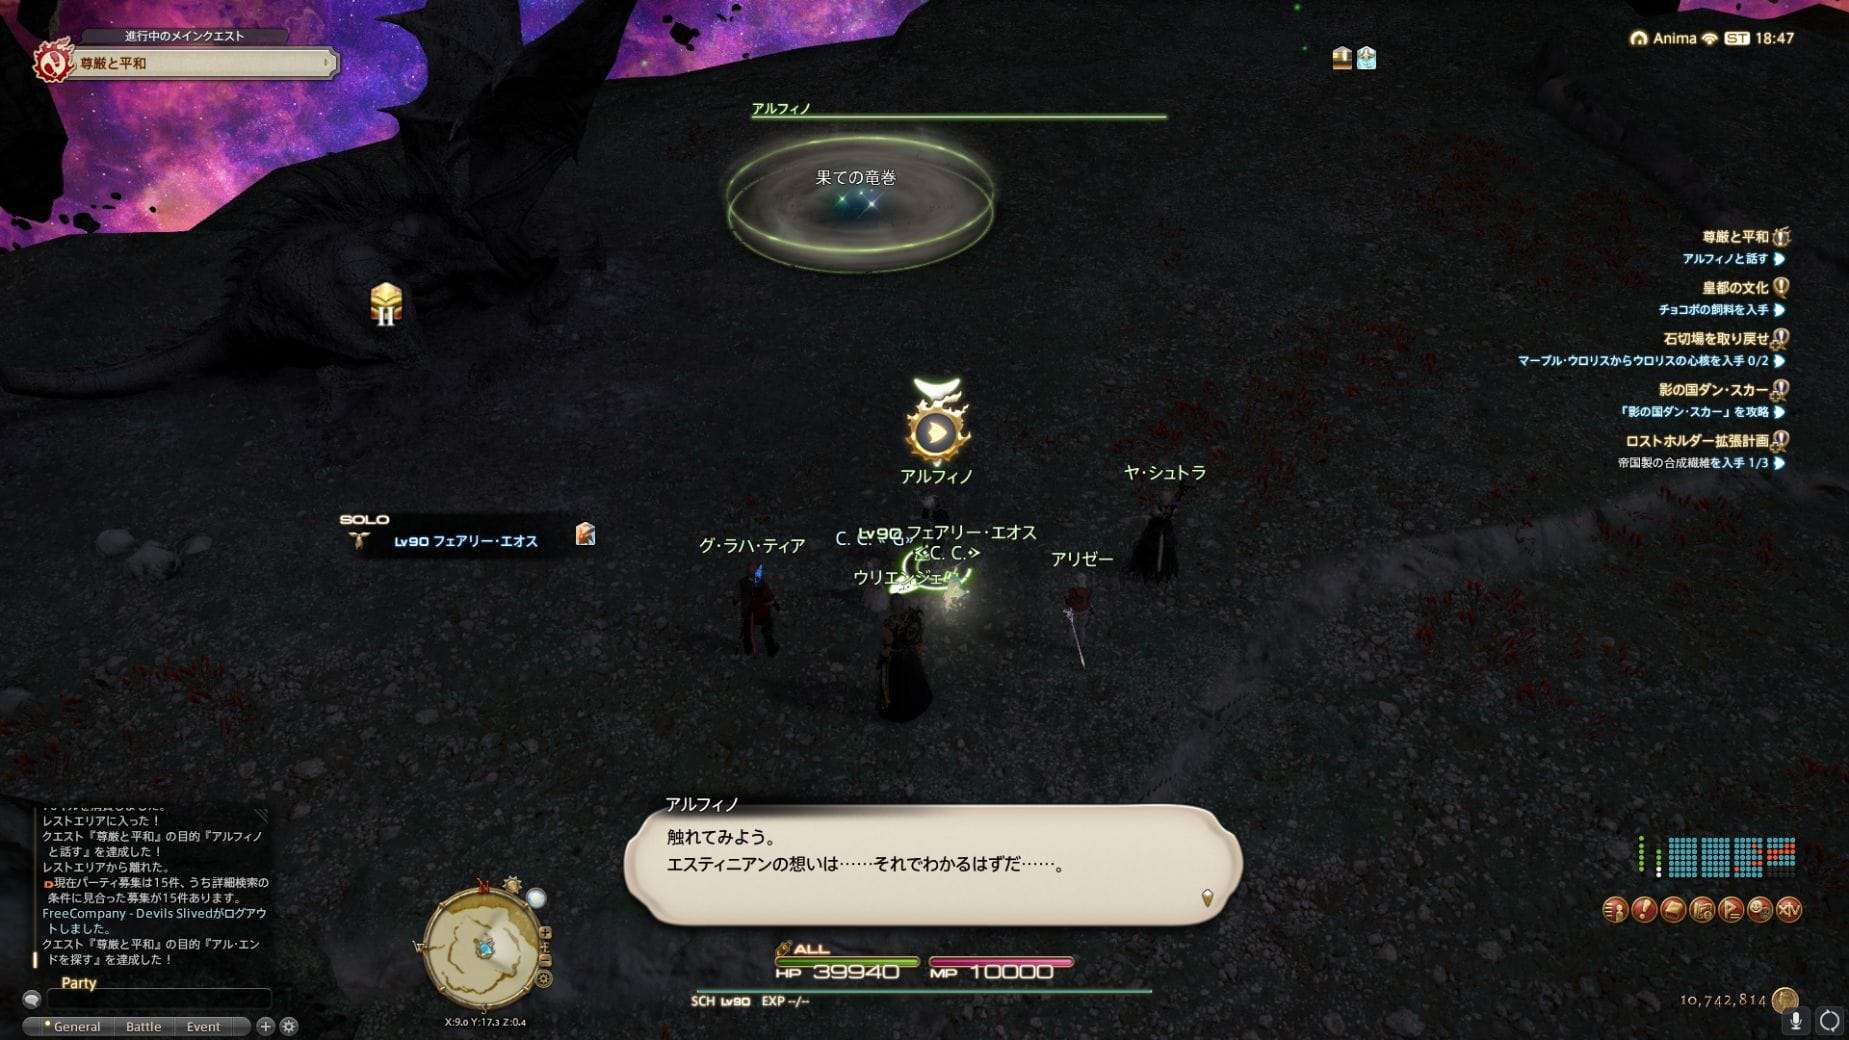 進行中のメインクエスト
尊厳と平和
Anima ST 18:47
アルフィノ
果ての竜巻
尊厳と平和
アルフィノと話す
皇都の文化
チョコボの飼料を入手
石切場を取り戻せ
マーブル・ウロリスからウロリスの心核を入手 0/2
影の国ダン・スカー
「影の国ダン・スカー」を攻略
ロストホルダー拡張計画
帝国製の合成繊維を入手 1/3
H
アルフィノ
ヤ・シュトラ
SOLO
Lv90 フェアリー・エオス
グ・ラハ・ティア
Lv90 フェアリー・エオス
«C. C.»
アリゼー
ウリエンジェ
アルフィノ
触れてみよう。
エスティニアンの想いは……それでわかるはずだ……。
レストエリアに入った！
クエスト『尊厳と平和』の目的『アルフィノ
と話す』を達成した！
レストエリアから離れた。
現在パーティ募集は15件、うち詳細検索の
条件に見合った募集が15件あります。
FreeCompany - Devils Slivedがログアウ
トしました。
クエスト『尊厳と平和』の目的『アル・エン
ドを探す』を達成した！
Party
General Battle Event
N
W
S
X:9.0 Y:17.3 Z:0.4
ALL
HP 39940 MP 10000
SCH Lv90 EXP --/--
XIV
10,742,814